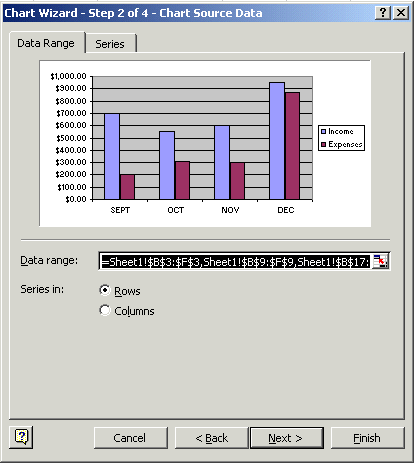 Chart Wizard - Step 2 of 4 - Chart Source Data
Data Range
Series
$1,000.00
$900.00
$800.00
$700.00
$600.00
$500.00
$400.00
$300.00
$200.00
$100.00
$0.00
SEPT OCT NOV DEC
Income
Expenses
Data range:
=Sheet1!$B$3:$F$3,Sheet1!$B$9:$F$9,Sheet1!$B$17:
Series in:
Rows
Columns
Cancel
< Back
Next >
Finish